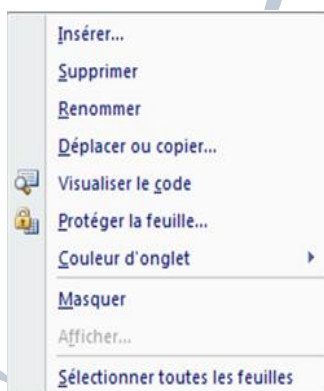 Insérer...
Supprimer
Renommer
Déplacer ou copier...
Visualiser le code
Protéger la feuille...
Couleur d'onglet
Masquer
Afficher...
Sélectionner toutes les feuilles